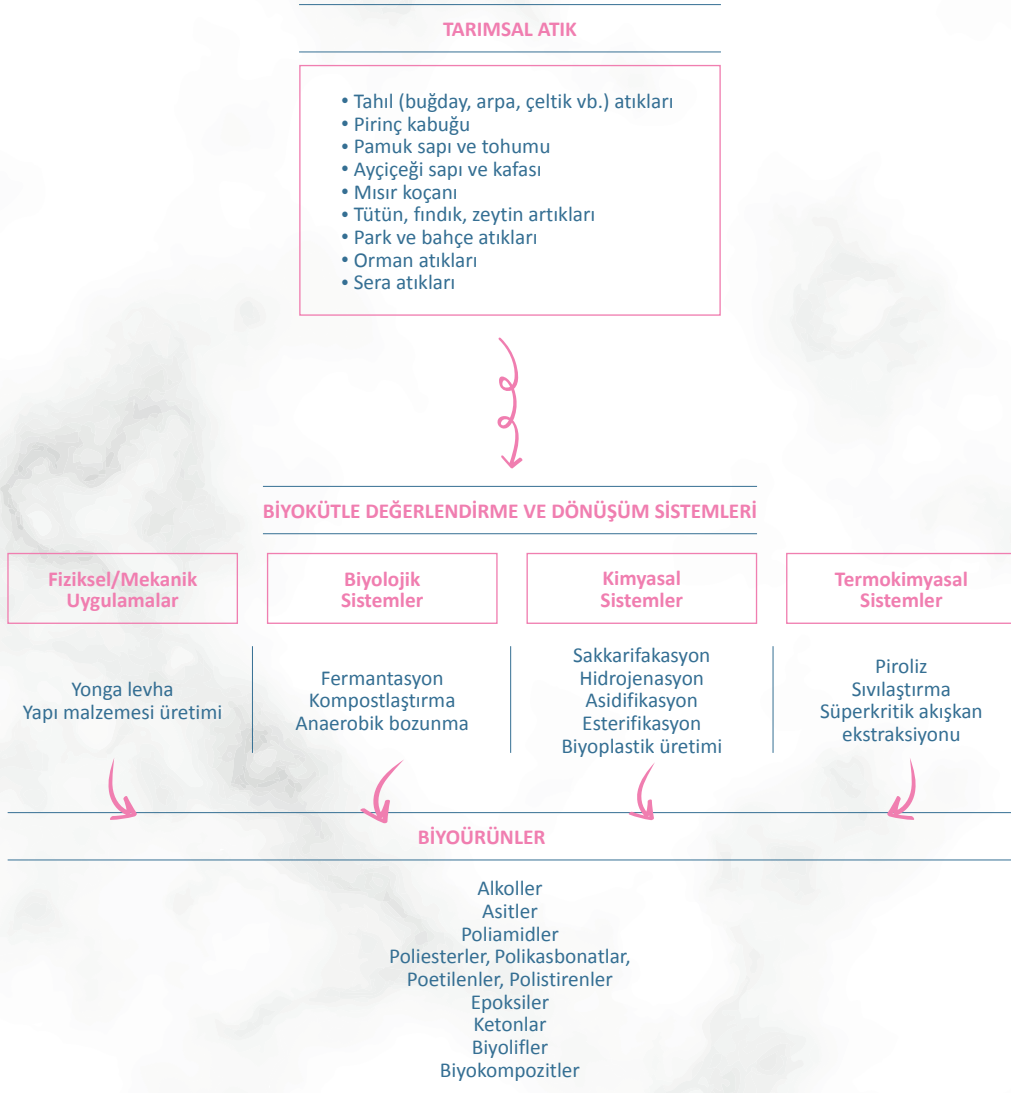 TARIMSAL ATIK
• Tahıl (buğday, arpa, çeltik vb.) atıkları
• Pirinç kabuğu
• Pamuk sapı ve tohumu
• Ayçiçeği sapı ve kafası
• Mısır koçanı
• Tütün, fındık, zeytin artıkları
• Park ve bahçe atıkları
• Orman atıkları
• Sera atıkları
BİYOKÜTLE DEĞERLENDİRME VE DÖNÜŞÜM SİSTEMLERİ
Fiziksel/Mekanik
Uygulamalar
Yonga levha
Yapı malzemesi üretimi
Biyolojik
Sistemler
Fermantasyon
Kompostlaştırma
Anaerobik bozunma
Kimyasal
Sistemler
Sakkarifakasyon
Hidrojenasyon
Asidifikasyon
Esterifikasyon
Biyoplastik üretimi
Termokimyasal
Sistemler
Piroliz
Sıvılaştırma
Süperkritik akışkan
ekstraksiyonu
BİYOÜRÜNLER
Alkoller
Asitler
Poliamidler
Poliesterler, Polikasbonatlar,
Poetilenler, Polistirenler
Epoksiler
Ketonlar
Biyolifler
Biyokompozitler